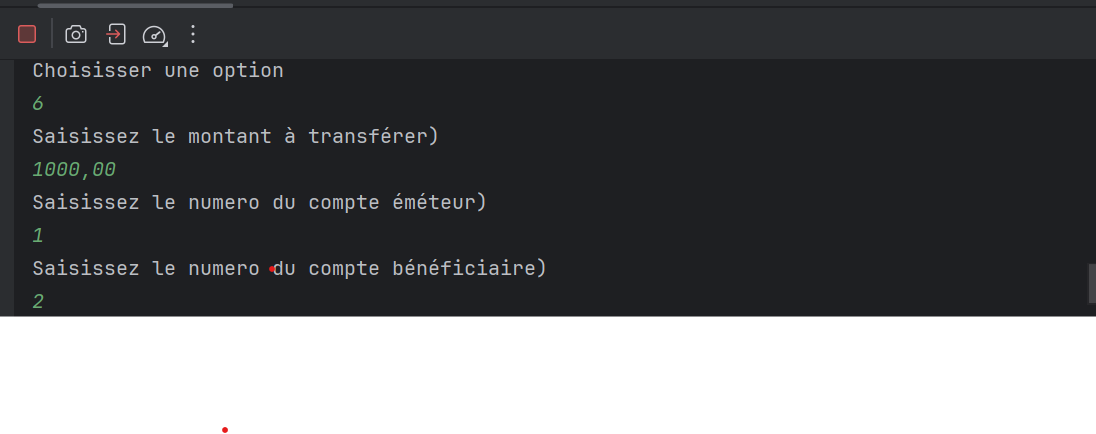 Choisisser une option
6
Saisissez le montant à transférer)
1000,00
Saisissez le numero du compte éméteur)
1
Saisissez le numero du compte bénéficiaire)
2